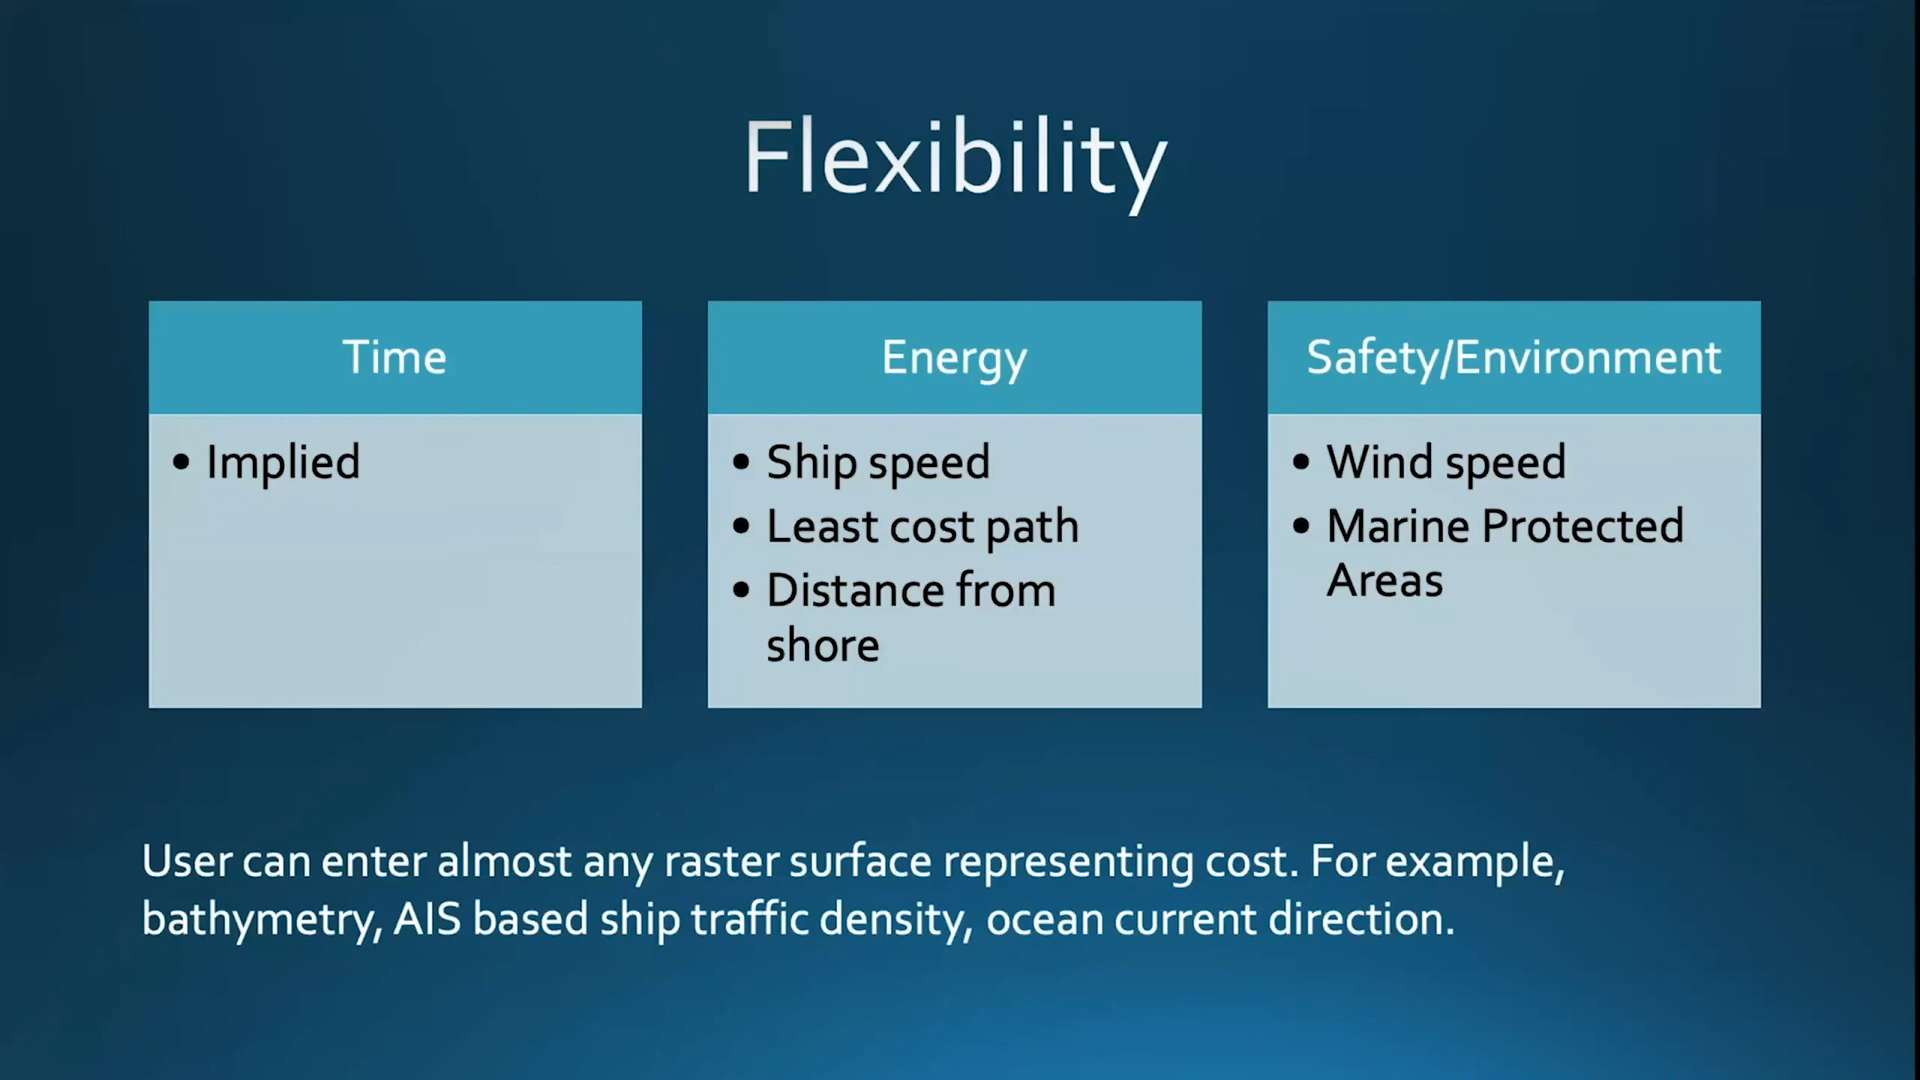 Flexibility
Time
• Implied
Energy
• Ship speed
• Least cost path
• Distance from
shore
Safety/Environment
• Wind speed
• Marine Protected
Areas
User can enter almost any raster surface representing cost. For example,
bathymetry, AIS based ship traffic density, ocean current direction.